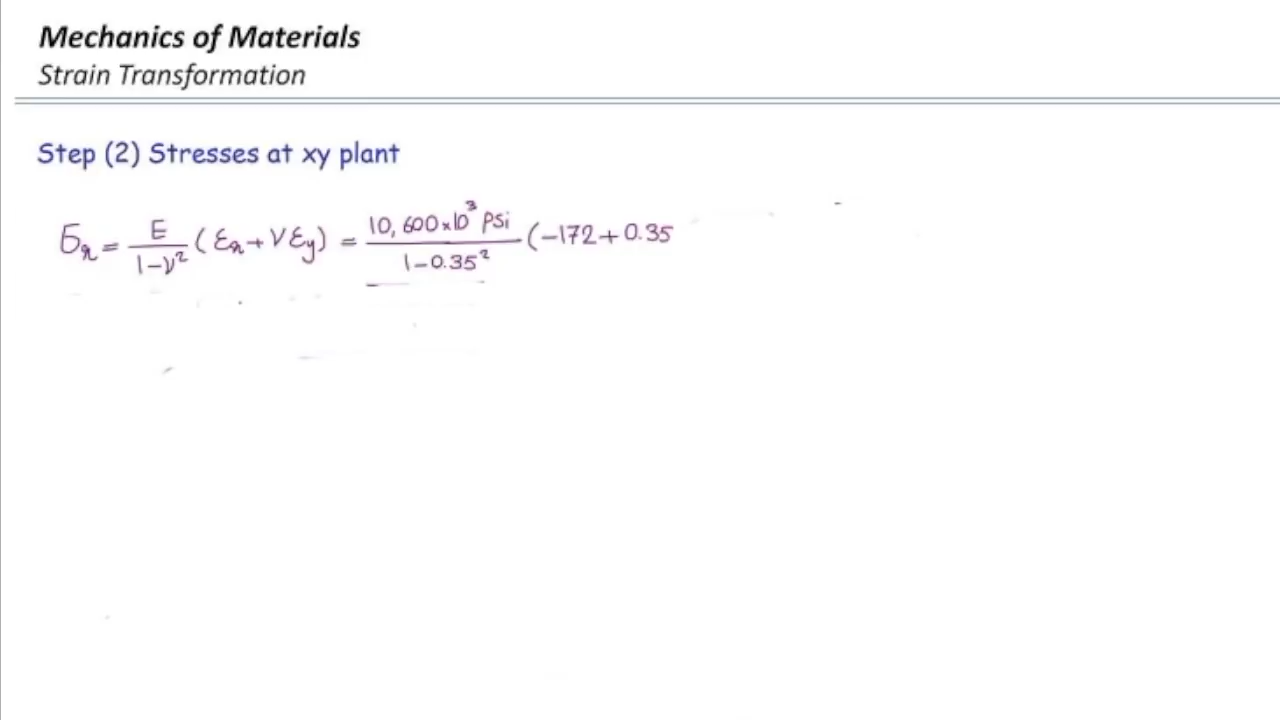 Mechanics of Materials
Strain Transformation
Step (2) Stresses at xy plant
σx = E/(1-ν²) (εx + νεy) = 10,600×10³ psi/(1-0.35²) (-172+0.35